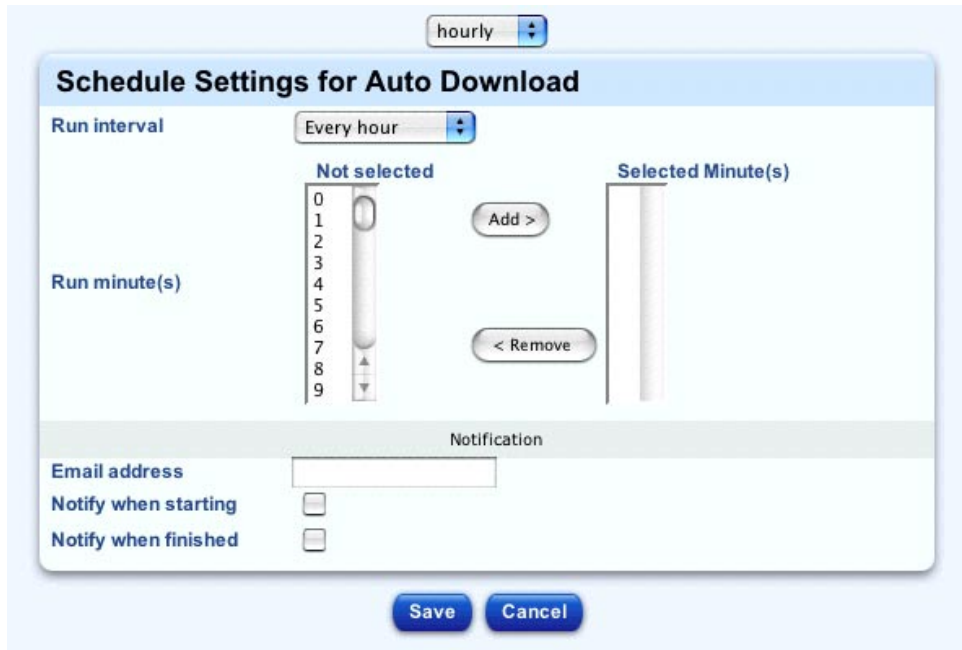 hourly
Schedule Settings for Auto Download
Run interval
Every hour
Not selected
Selected Minute(s)
Run minute(s)
0
1
2
3
4
5
6
7
8
9
Add >
< Remove
Notification
Email address
Notify when starting
Notify when finished
Save
Cancel